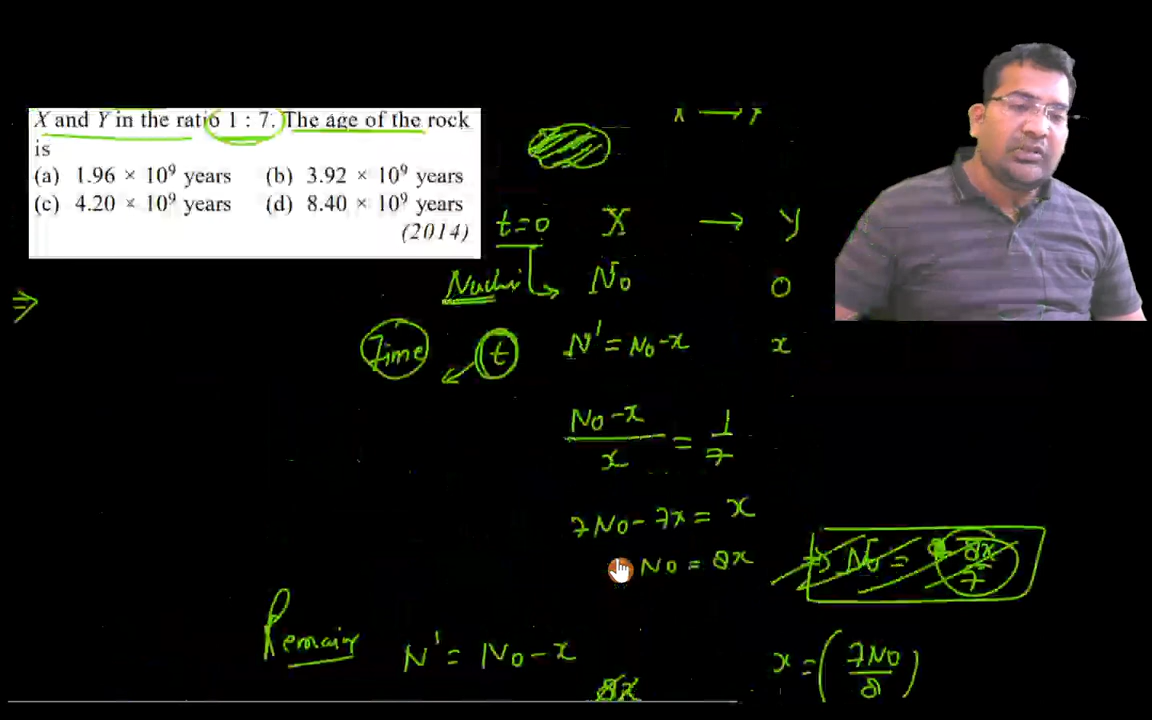 X and Y in the ratio 1 : 7. The age of the rock
is
(a) 1.96 × 10⁹ years (b) 3.92 × 10⁹ years
(c) 4.20 × 10⁹ years (d) 8.40 × 10⁹ years
(2014)
X → Y
t=0 X → Y
Nuclei N₀ 0
Time t N' = N₀-x x
N₀-x / x = 1/7
7N₀ - 7x = x
N₀ = 8x ⇒ N₀ = 8x/7
Remain N' = N₀ - x x = (7N₀/8)
8x